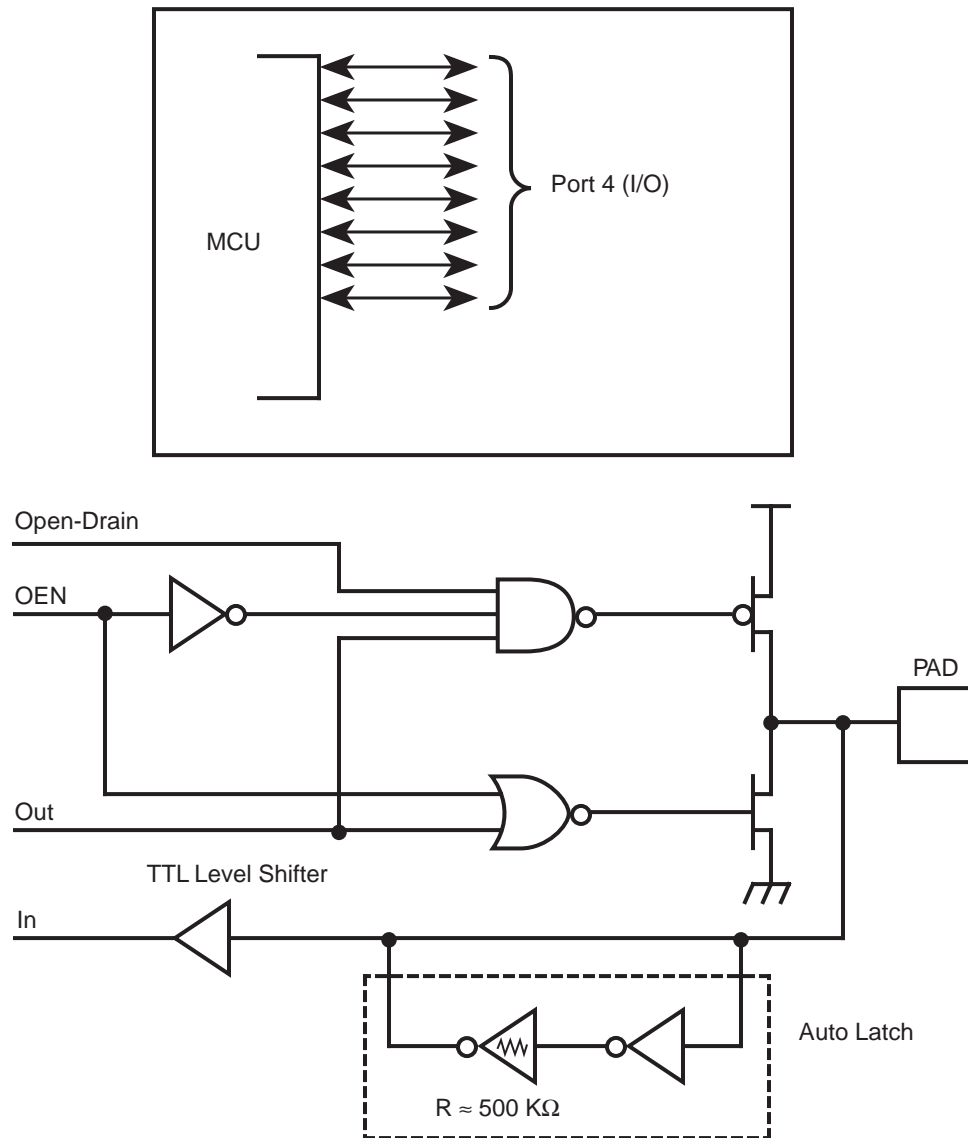 Port 4 (I/O)
MCU
Open-Drain
OEN
PAD
Out
TTL Level Shifter
In
Auto Latch
R ≈ 500 KΩ